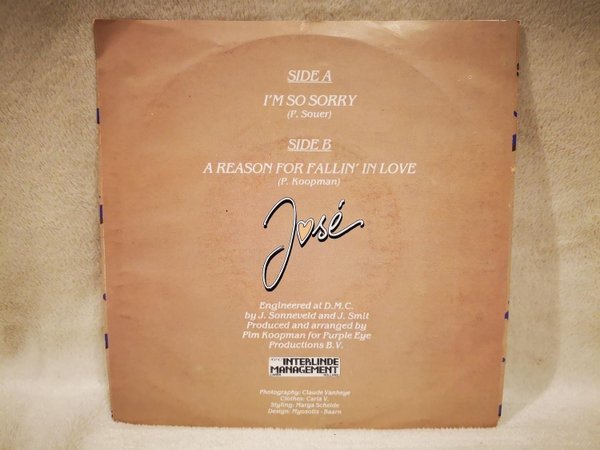 SIDE A
I'M SO SORRY
(P. Souer)
SIDE B
A REASON FOR FALLIN' IN LOVE
(P. Koopman)
José
Engineered at D.M.C.
by J. Sonneveld and J. Smit
Produced and arranged by
Pim Koopman for Purple Eye
Productions B.V.
INTERLINDE
MANAGEMENT
Photography: Claude Vanheye
Clothes: Carla V.
Styling: Marya Scheide
Design: Myosotis - Baarn